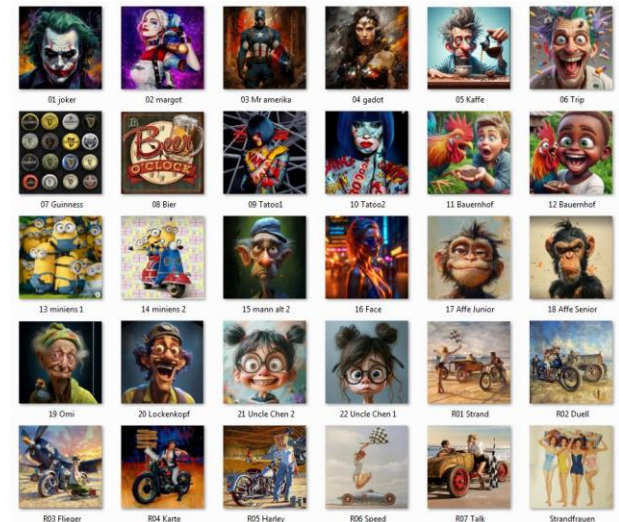 01 joker
02 margot
03 Mr amerika
04 gadot
05 Kaffe
06 Trip
Beer
O'CLOCK
07 Guinness
08 Bier
09 Tatoo1
10 Tatoo2
11 Bauernhof
12 Bauernhof
13 miniens 1
14 miniens 2
15 mann alt 2
16 Face
17 Affe Junior
18 Affe Senior
19 Omi
20 Lockenkopf
21 Uncle Chen 2
22 Uncle Chen 1
R01 Strand
R02 Duell
R03 Flieger
R04 Karte
R05 Harley
R06 Speed
R07 Talk
Strandfrauen